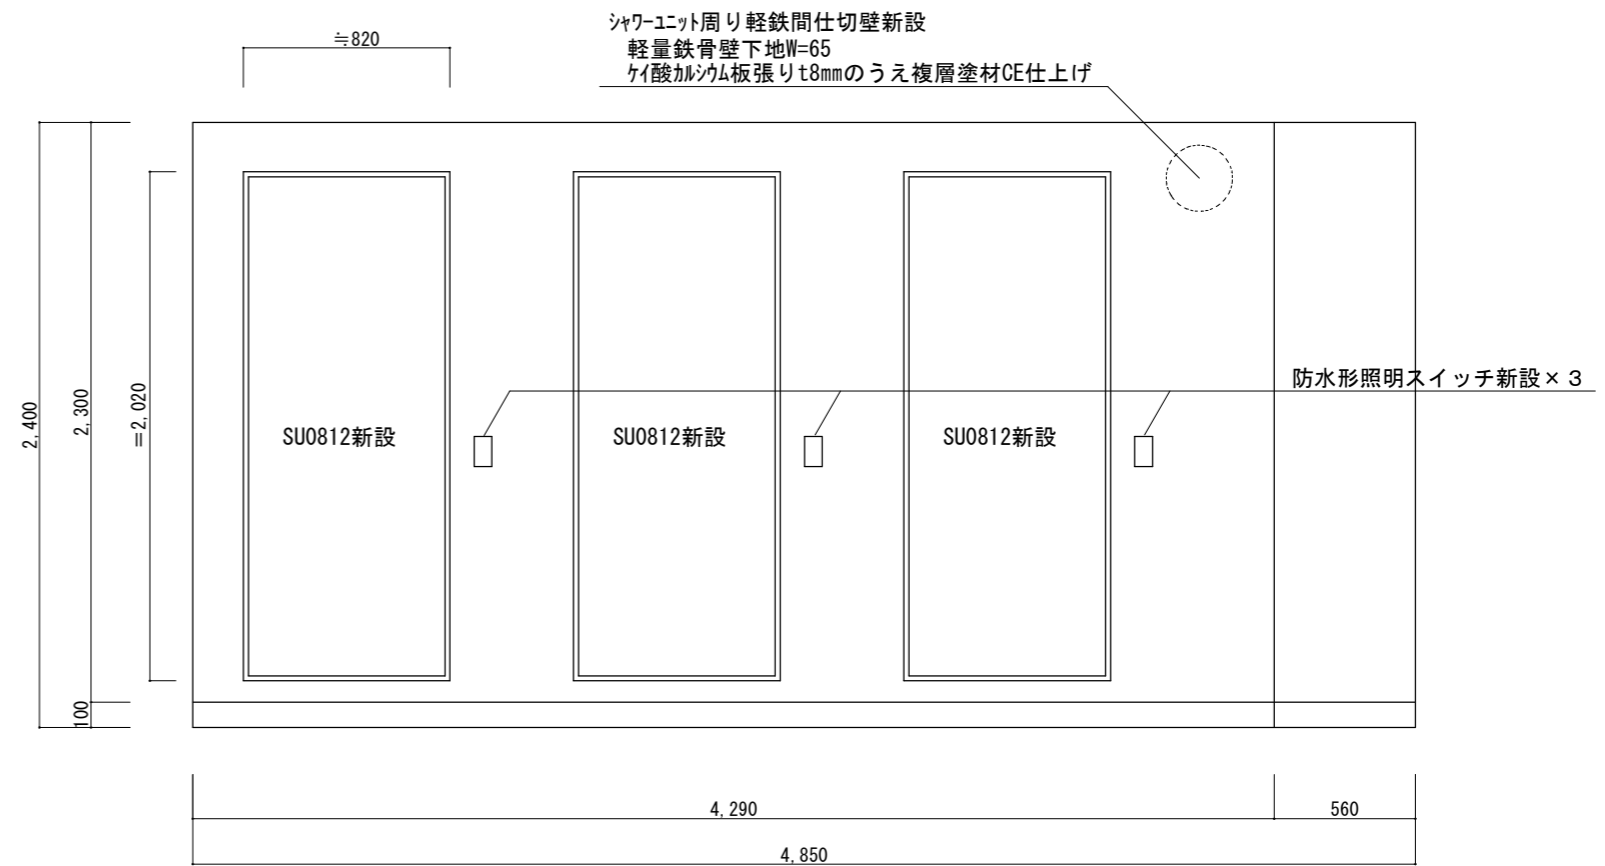 シャワーユニット周り軽鉄間仕切壁新設
軽量鉄骨壁下地W=65
ケイ酸カルシウム板張りt8mmのうえ複層塗材CE仕上げ
≒820
2,400
2,300
=2,020
100
防水形照明スイッチ新設×3
SU0812新設
SU0812新設
SU0812新設
4,290
560
4,850